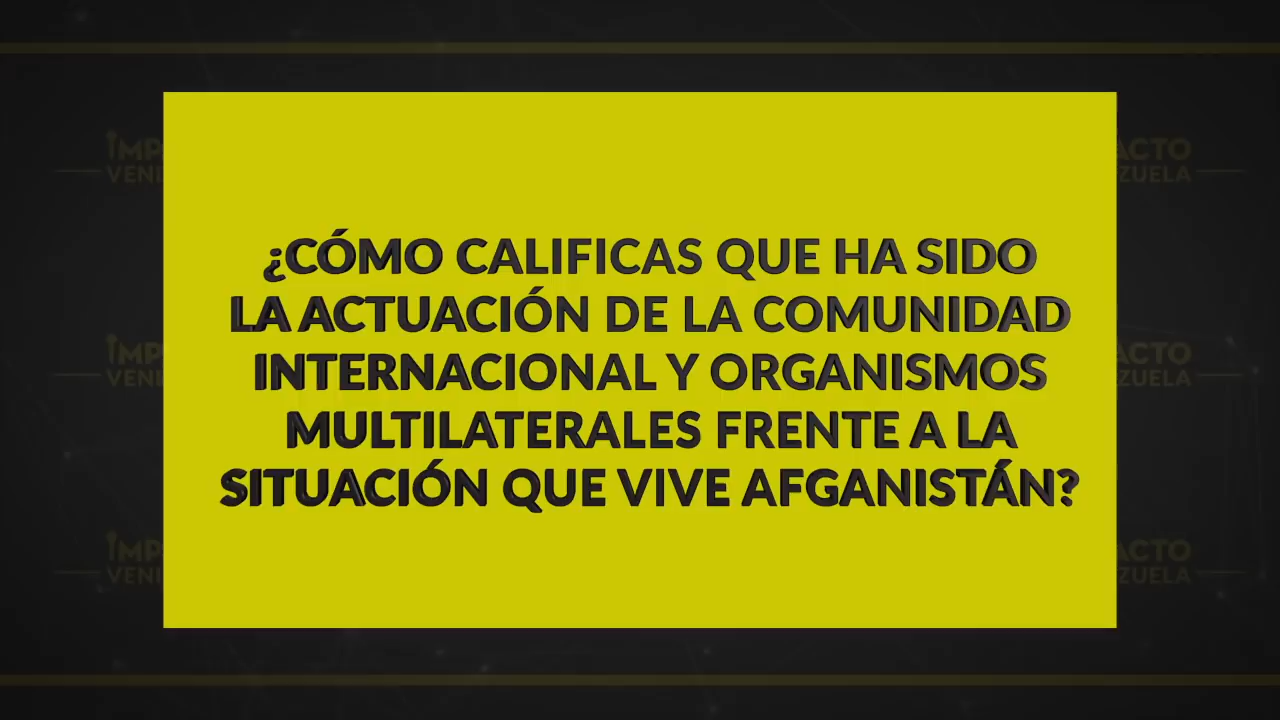 ¿CÓMO CALIFICAS QUE HA SIDO
LA ACTUACIÓN DE LA COMUNIDAD
INTERNACIONAL Y ORGANISMOS
MULTILATERALES FRENTE A LA
SITUACIÓN QUE VIVE AFGANISTÁN?